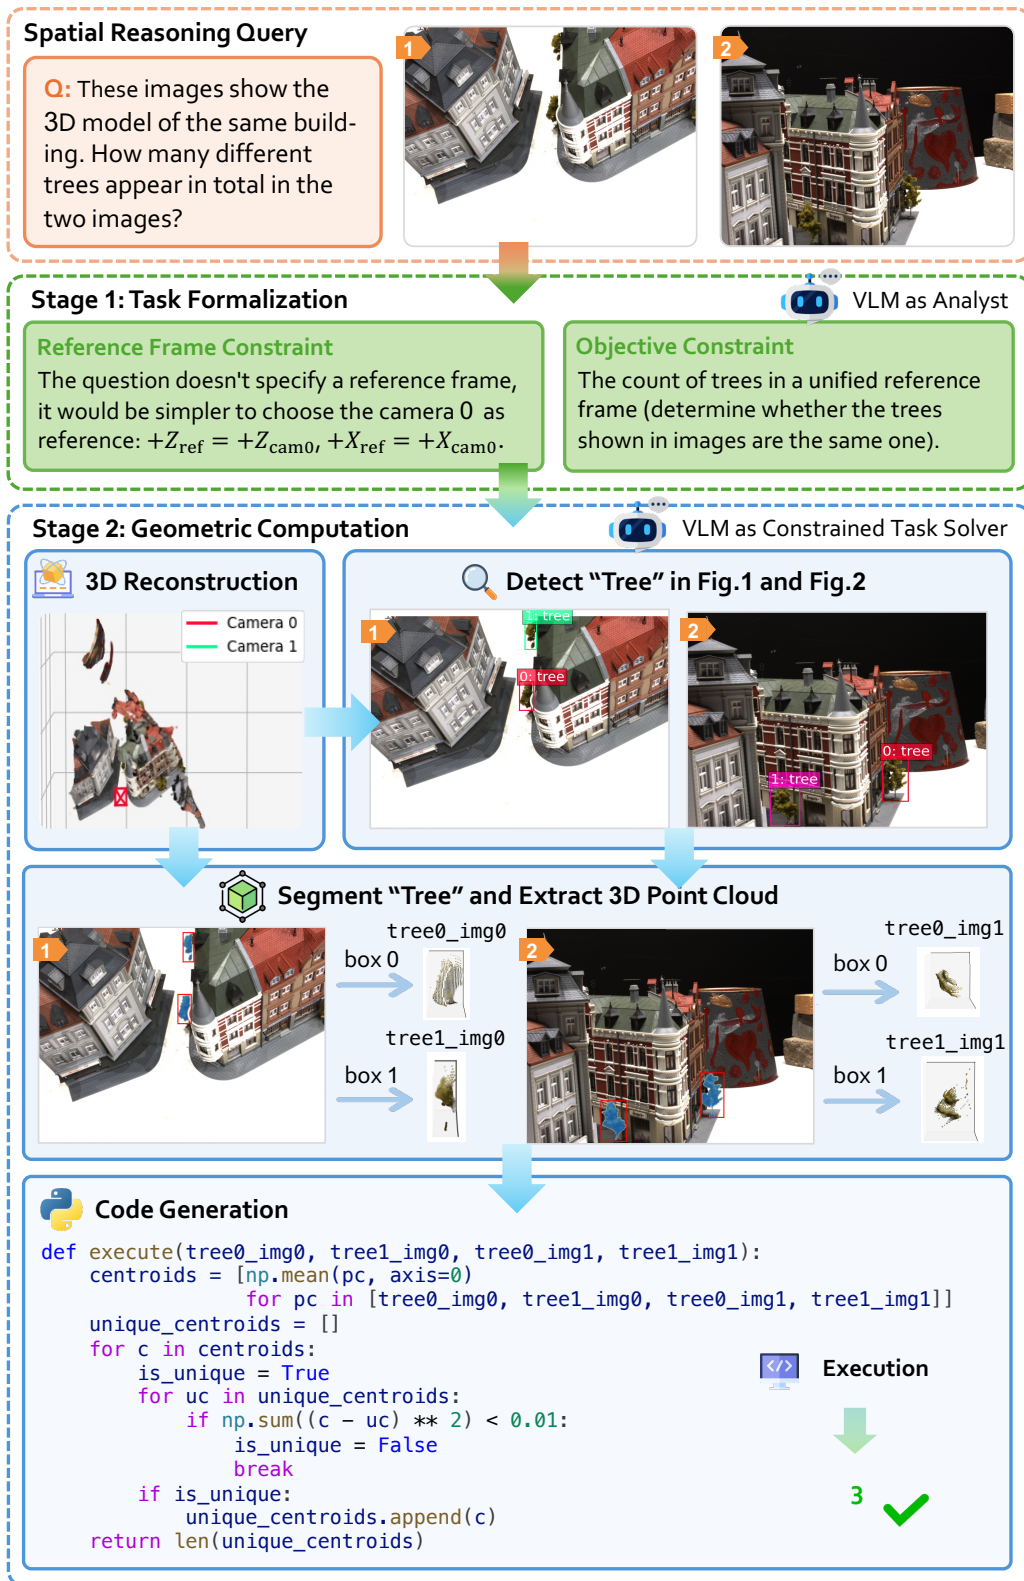 Spatial Reasoning Query
Q: These images show the
3D model of the same build-
ing. How many different
trees appear in total in the
two images?
1
2
Stage 1: Task Formalization
VLM as Analyst
Reference Frame Constraint
The question doesn't specify a reference frame,
it would be simpler to choose the camera 0 as
reference: +Z_ref = +Z_cam0, +X_ref = +X_cam0.
Objective Constraint
The count of trees in a unified reference
frame (determine whether the trees
shown in images are the same one).
Stage 2: Geometric Computation
VLM as Constrained Task Solver
3D Reconstruction
Camera 0
Camera 1
Detect “Tree” in Fig.1 and Fig.2
1
1: tree
0: tree
2
0: tree
1: tree
Segment “Tree” and Extract 3D Point Cloud
1
box 0
tree0_img0
box 1
tree1_img0
2
box 0
tree0_img1
box 1
tree1_img1
Code Generation
def execute(tree0_img0, tree1_img0, tree0_img1, tree1_img1):
    centroids = [np.mean(pc, axis=0)
                 for pc in [tree0_img0, tree1_img0, tree0_img1, tree1_img1]]
    unique_centroids = []
    for c in centroids:
        is_unique = True
        for uc in unique_centroids:
            if np.sum((c - uc) ** 2) < 0.01:
                is_unique = False
                break
        if is_unique:
            unique_centroids.append(c)
    return len(unique_centroids)
</>
Execution
3